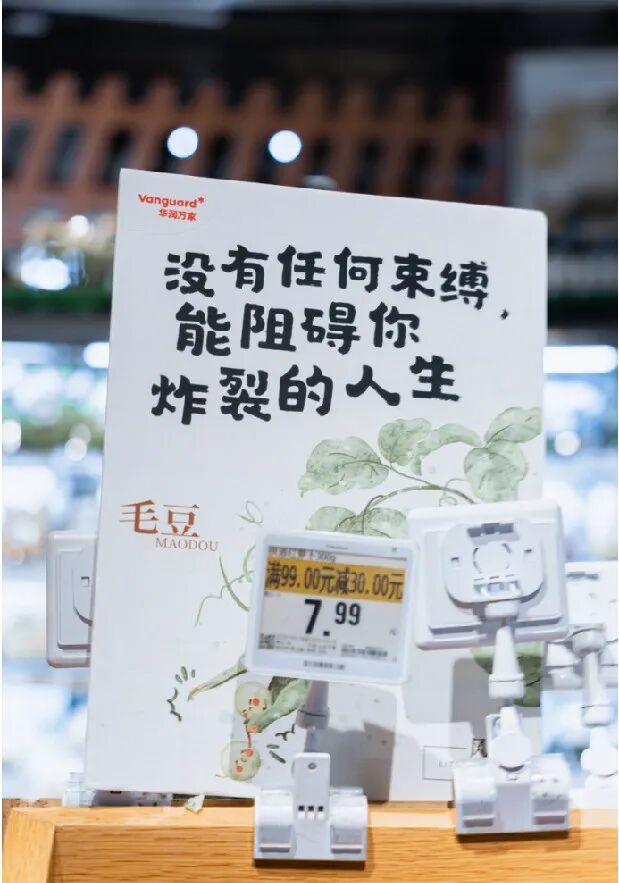 Vanguard
华润万家
没有任何束缚，
能阻碍你
炸裂的人生
毛豆
MAODOU
满99.00元减30.00元
7.99